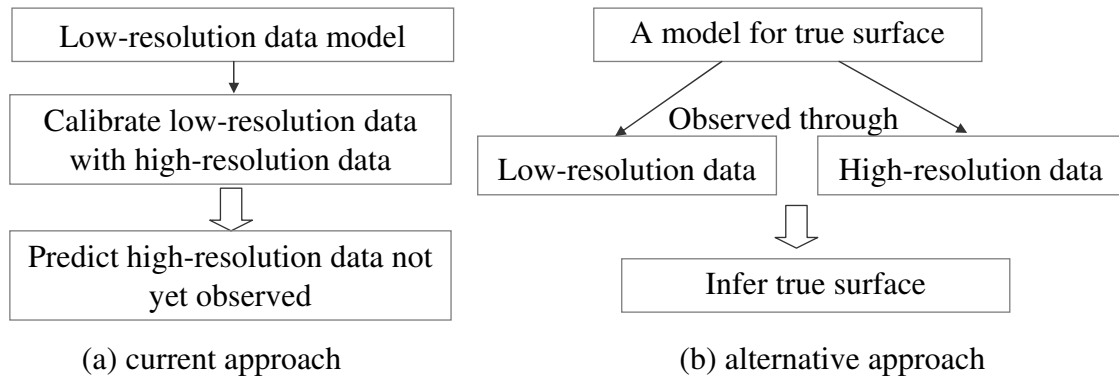 Low-resolution data model
Calibrate low-resolution data
with high-resolution data
Predict high-resolution data not
yet observed
(a) current approach
A model for true surface
Observed through
Low-resolution data
High-resolution data
Infer true surface
(b) alternative approach